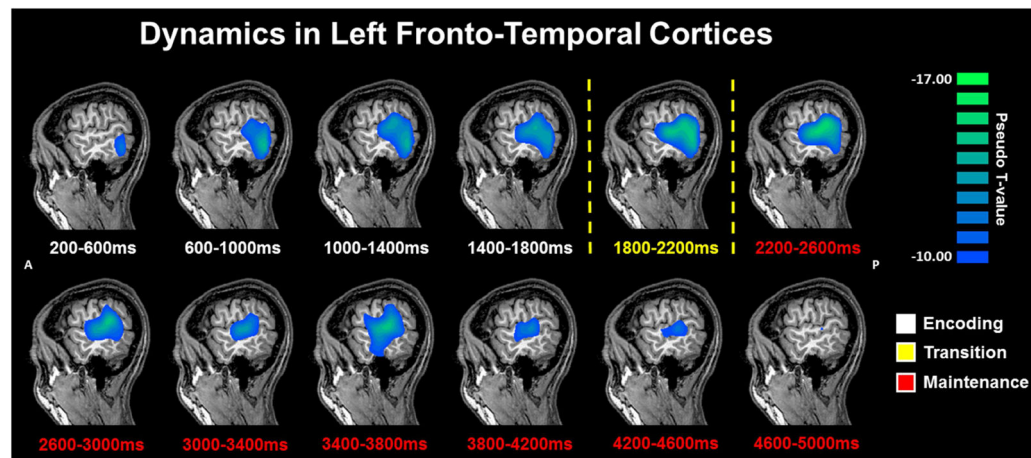 Dynamics in Left Fronto-Temporal Cortices
200-600ms
600-1000ms
1000-1400ms
1400-1800ms
1800-2200ms
2200-2600ms
A
P
2600-3000ms
3000-3400ms
3400-3800ms
3800-4200ms
4200-4600ms
4600-5000ms
-17.00
Pseudo T-value
-10.00
Encoding
Transition
Maintenance